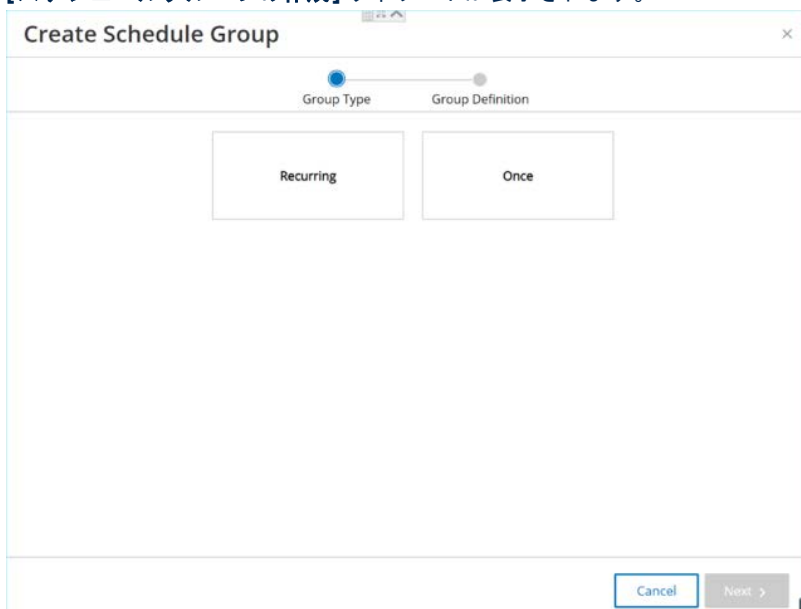 Create Schedule Group
Group Type
Group Definition
Recurring
Once
Cancel
Next